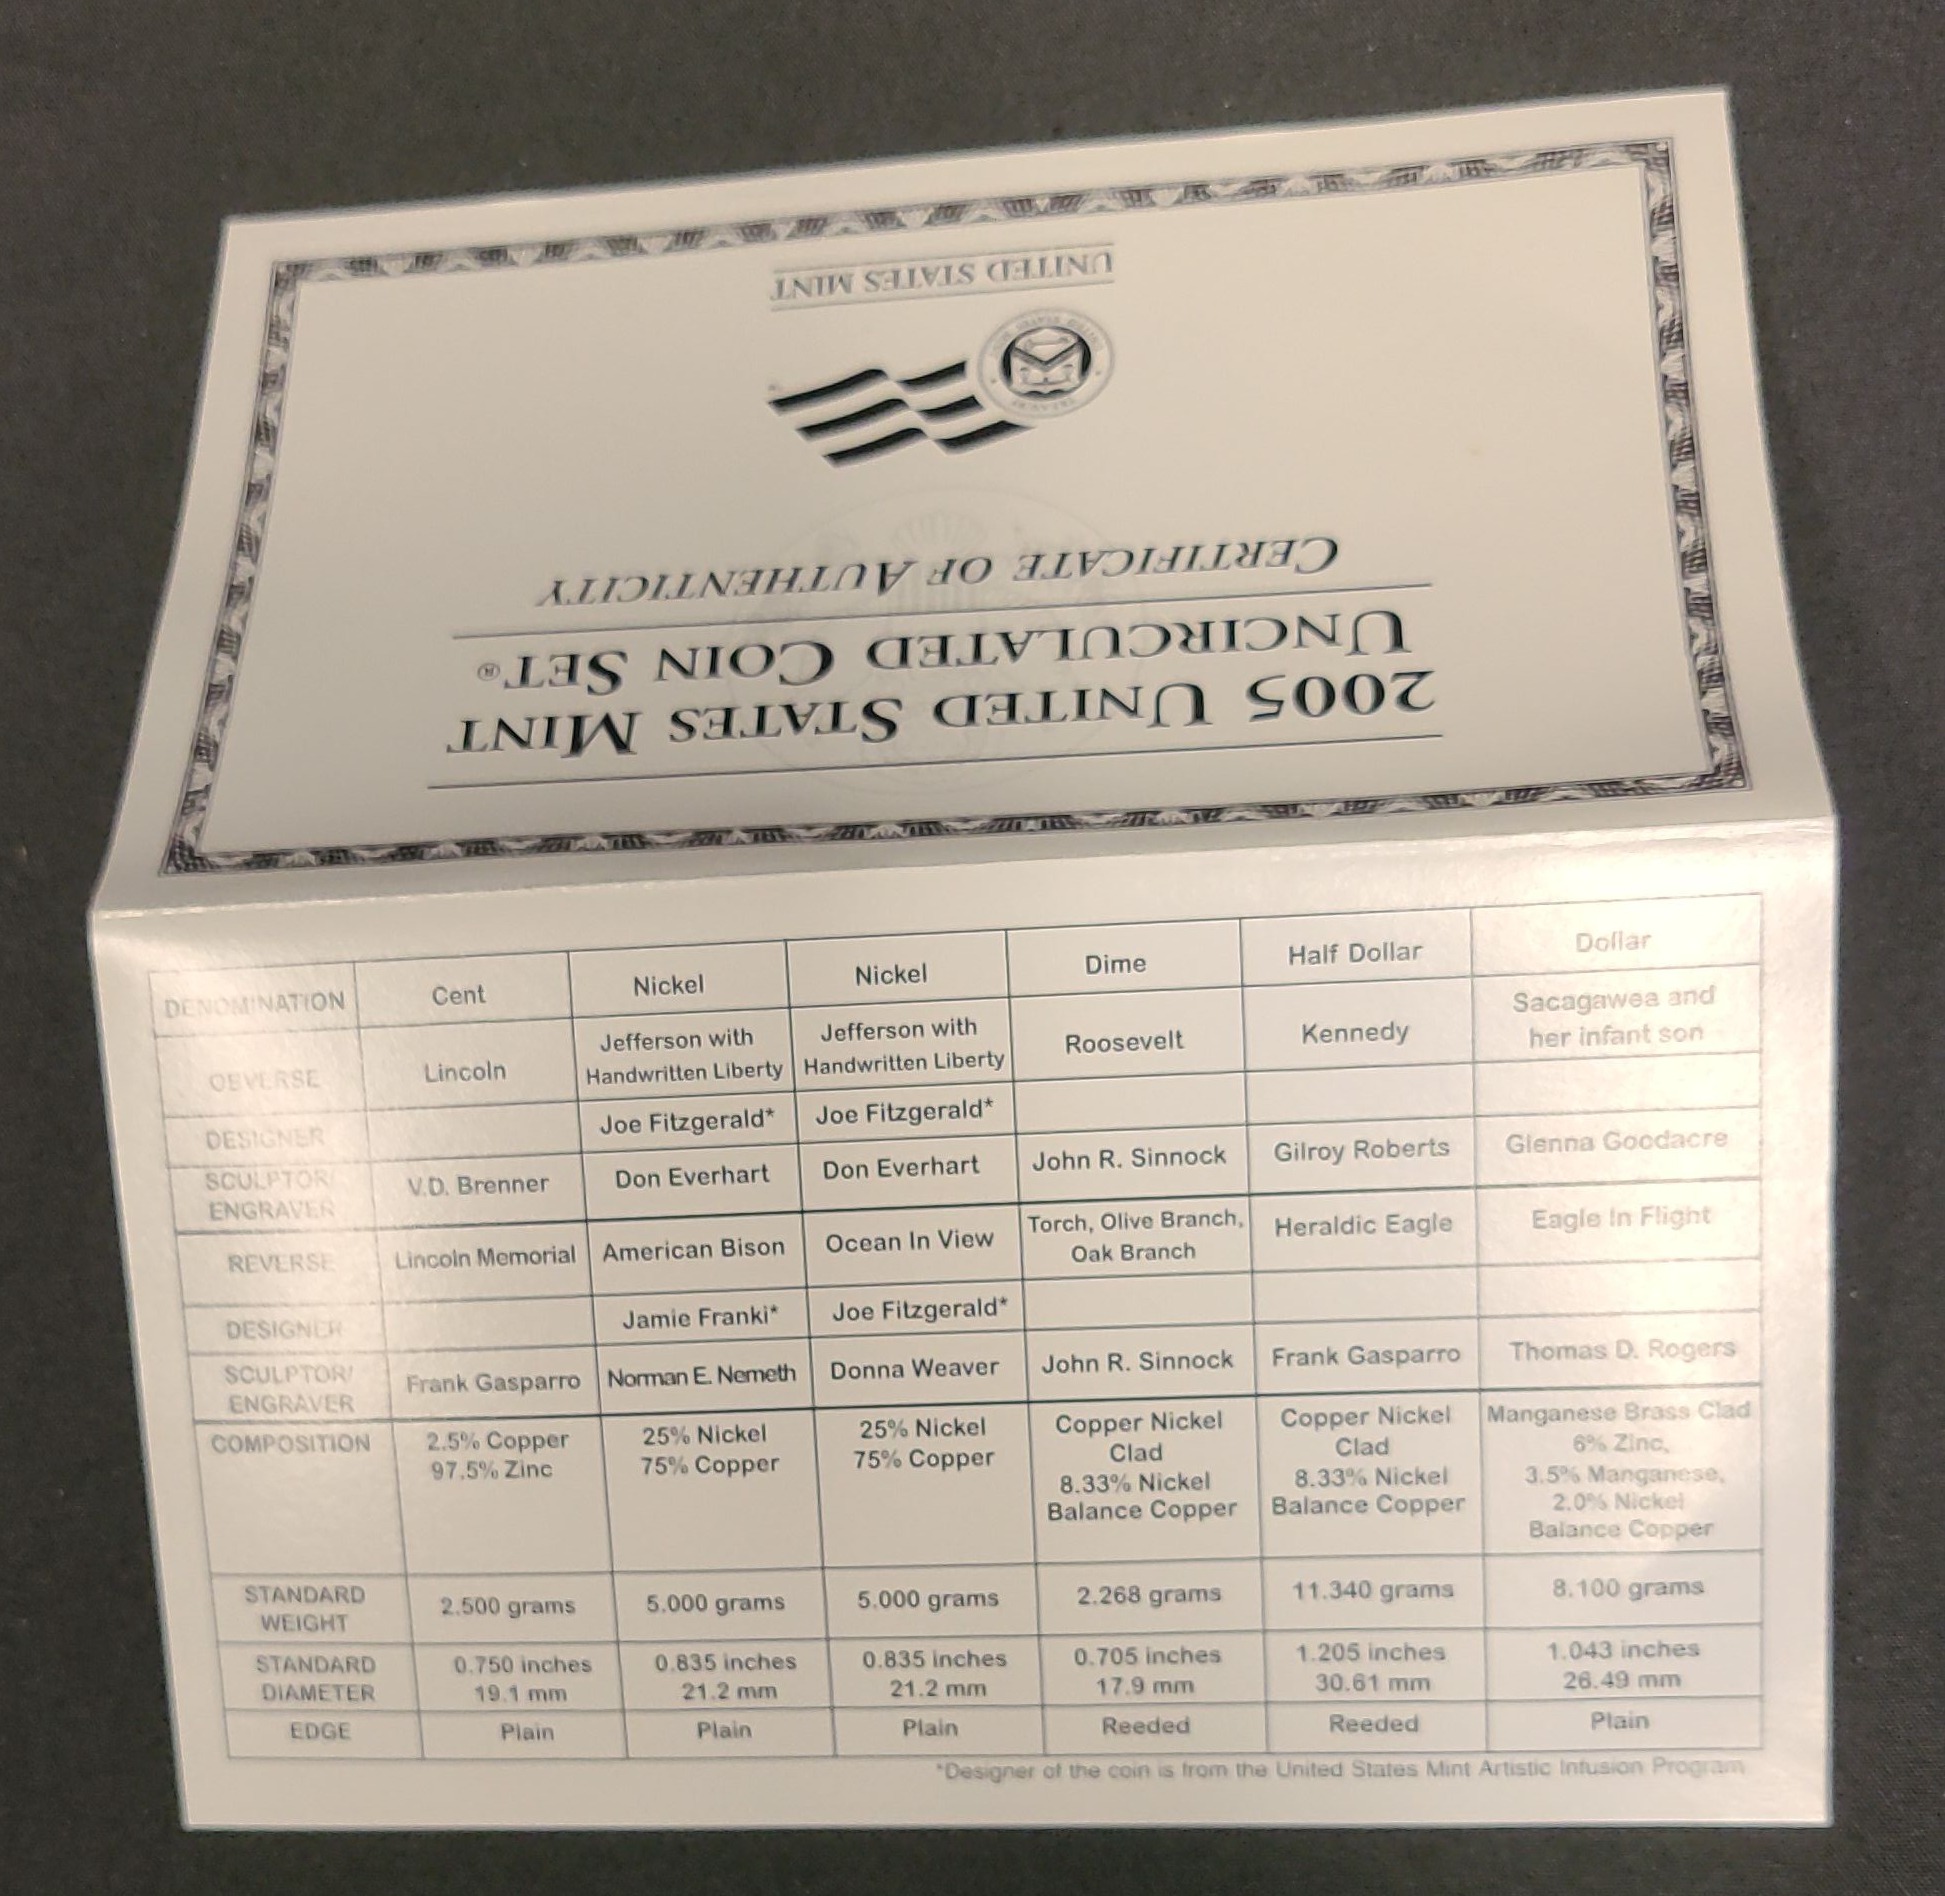 UNITED STATES MINT
2005 UNITED STATES MINT
UNCIRCULATED COIN SET®
CERTIFICATE OF AUTHENTICITY
DENOMINATION Cent Nickel Nickel Dime Half Dollar Dollar
OBVERSE Lincoln Jefferson with Handwritten Liberty Jefferson with Handwritten Liberty Roosevelt Kennedy Sacagawea and her infant son
DESIGNER Joe Fitzgerald* Joe Fitzgerald*
SCULPTOR/ ENGRAVER V.D. Brenner Don Everhart Don Everhart John R. Sinnock Gilroy Roberts Glenna Goodacre
REVERSE Lincoln Memorial American Bison Ocean In View Torch, Olive Branch, Oak Branch Heraldic Eagle Eagle In Flight
DESIGNER Jamie Franki* Joe Fitzgerald*
SCULPTOR/ ENGRAVER Frank Gasparro Norman E. Nemeth Donna Weaver John R. Sinnock Frank Gasparro Thomas D. Rogers
COMPOSITION 2.5% Copper 97.5% Zinc 25% Nickel 75% Copper 25% Nickel 75% Copper Copper Nickel Clad 8.33% Nickel Balance Copper Copper Nickel Clad 8.33% Nickel Balance Copper Manganese Brass Clad 6% Zinc, 3.5% Manganese, 2.0% Nickel Balance Copper
STANDARD WEIGHT 2.500 grams 5.000 grams 5.000 grams 2.268 grams 11.340 grams 8.100 grams
STANDARD DIAMETER 0.750 inches 19.1 mm 0.835 inches 21.2 mm 0.835 inches 21.2 mm 0.705 inches 17.9 mm 1.205 inches 30.61 mm 1.043 inches 26.49 mm
EDGE Plain Plain Plain Reeded Reeded Plain
*Designer of the coin is from the United States Mint Artistic Infusion Program